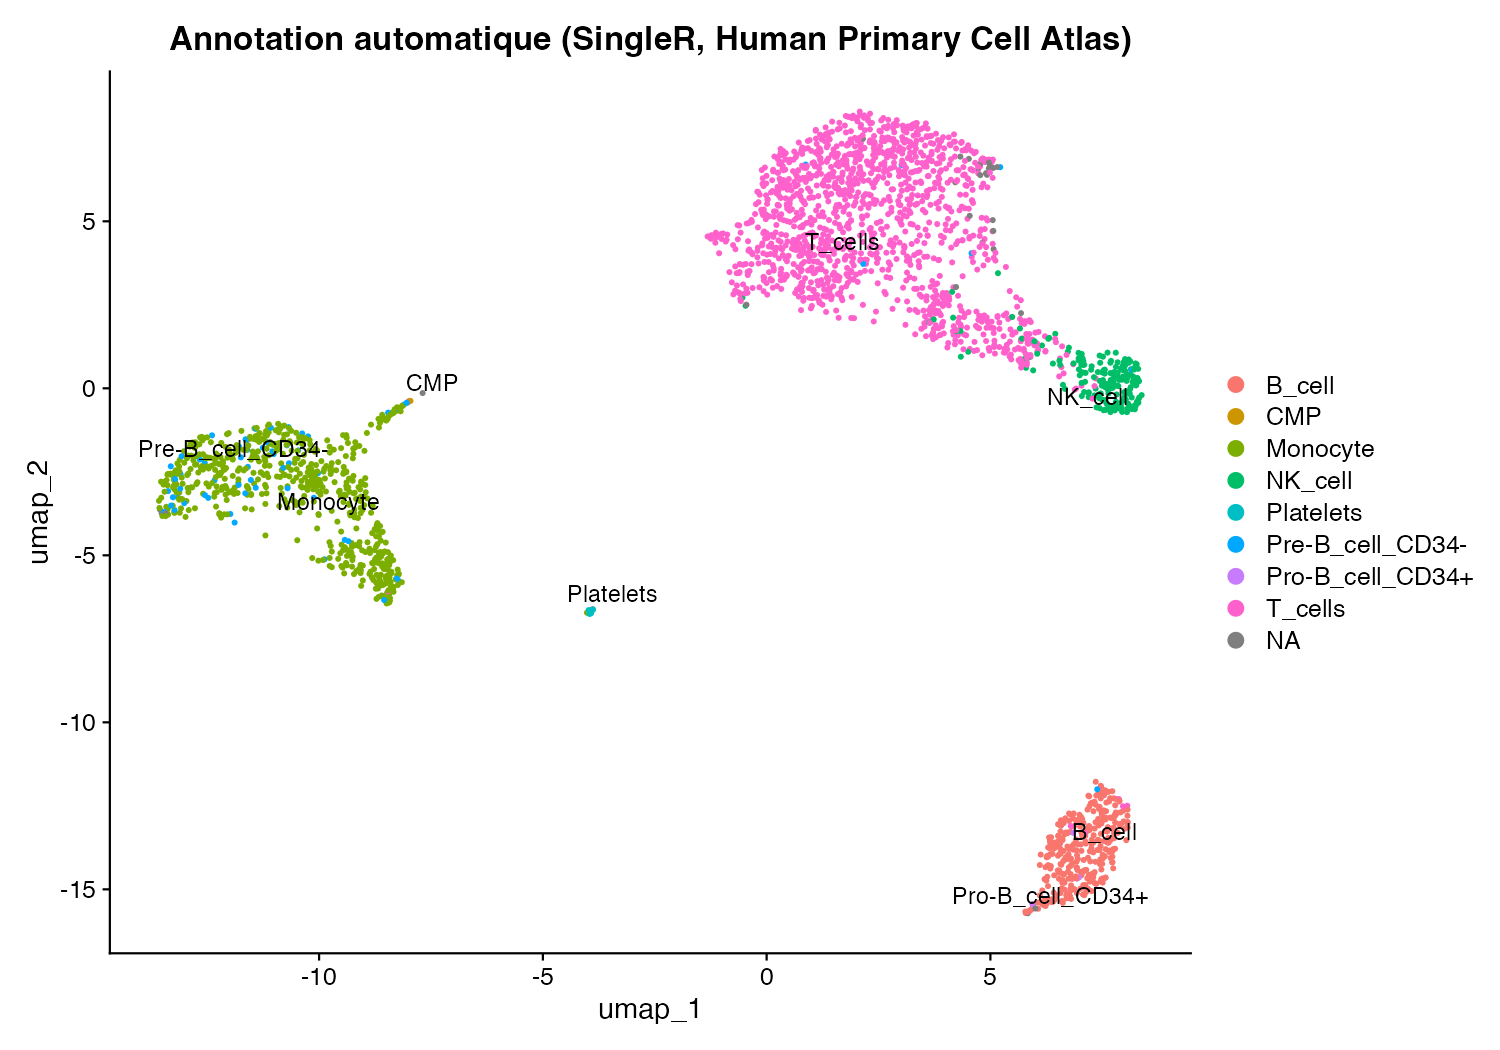 Annotation automatique (SingleR, Human Primary Cell Atlas)
umap_2
5
0
-5
-10
-15
T_cells
CMP
NK_cell
Pre-B_cell_CD34-
Monocyte
Platelets
B_cell
Pro-B_cell_CD34+
-10
-5
0
5
umap_1
B_cell
CMP
Monocyte
NK_cell
Platelets
Pre-B_cell_CD34-
Pro-B_cell_CD34+
T_cells
NA